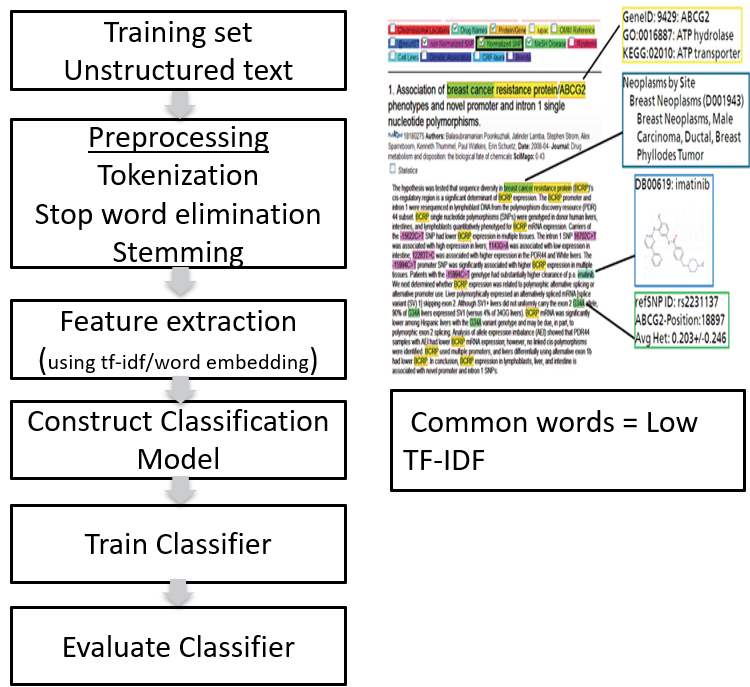 Training set
Unstructured text
Preprocessing
Tokenization
Stop word elimination
Stemming
Feature extraction
(using tf-idf/word embedding)
Construct Classification
Model
Train Classifier
Evaluate Classifier
Chromosomal Locations Drug Names Protein/Gene iupac OMIM Reference
Non Normalized SNP Normalized SNP MeSH Disease
Cell Lines Genetic Association
1. Association of breast cancer resistance protein/ABCG2
phenotypes and novel promoter and intron 1 single
nucleotide polymorphisms.
18180275 Authors: Balasubramanian Poonkuzhali, Jatinder Lamba, Stephen Strom, Alex
Sparreboom, Kenneth Thummel, Paul Watkins, Erin Schuetz, Date: 2008-04- Journal: Drug
metabolism and disposition: the biological fate of chemicals SciMago: 0.43
Statistics
The hypothesis was tested that sequence diversity in breast cancer resistance protein (BCRP)'s
cis-regulatory region is a significant determinant of BCRP expression. The BCRP promoter and
intron 1 were resequenced in lymphoblast DNA from the polymorphism discovery resource (PDR)
44 subset. BCRP single nucleotide polymorphisms (SNPs) were genotyped in donor human livers,
intestines, and lymphoblasts quantitatively phenotyped for BCRP mRNA expression. Carriers of
the -15622C>T SNP had lower BCRP expression in multiple tissues. The intron 1 SNP 16702C>T
was associated with high expression in livers; 1143G>A was associated with low expression in
intestine; 12283T>C was associated with higher expression in the PDR44 and White livers. The
-15994C>T promoter SNP was significantly associated with higher BCRP expression in multiple
tissues. Patients with the -15994C>T genotype had substantially higher clearance of p.o. imatinib.
We next determined whether BCRP expression was related to polymorphic alternative splicing or
alternative promoter use. Liver polymorphically expressed an alternatively spliced mRNA [splice
variant (SV) 1] skipping exon 2. Although SV1+ livers did not uniformly carry the exon 2 G34A allele,
90% of G34A livers expressed SV1 (versus 4% of 34GG livers). BCRP mRNA was significantly
lower among Hispanic livers with the G34A variant genotype and may be due, in part, to
polymorphic exon 2 splicing. Analysis of allele expression imbalance (AEI) showed that PDR44
samples with AEI had lower BCRP mRNA expression; however, no linked cis-polymorphisms
were identified. BCRP used multiple promoters, and livers differentially using alternative exon 1b
had lower BCRP. In conclusion, BCRP expression in lymphoblasts, liver, and intestine is
associated with novel promoter and intron 1 SNPs.
GeneID: 9429: ABCG2
GO:0016887: ATP hydrolase
KEGG:02010: ATP transporter
Neoplasms by Site
Breast Neoplasms (D001943)
Breast Neoplasms, Male
Carcinoma, Ductal, Breast
Phyllodes Tumor
DB00619: imatinib
refSNP ID: rs2231137
ABCG2-Position:18897
Avg Het: 0.203+/-0.246
Common words = Low
TF-IDF